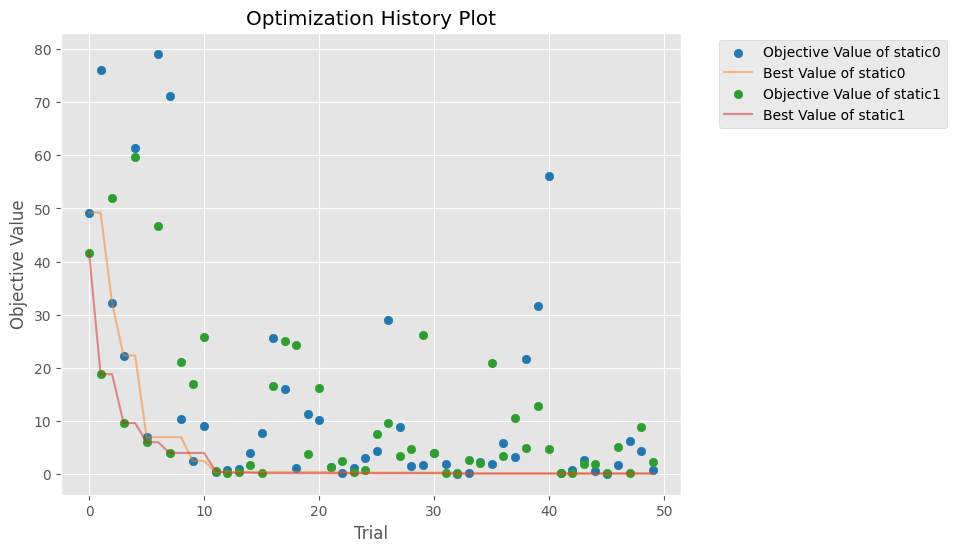 Optimization History Plot
Objective Value
80
70
60
50
40
30
20
10
0
0 10 20 30 40 50
Trial
Objective Value of static0
Best Value of static0
Objective Value of static1
Best Value of static1